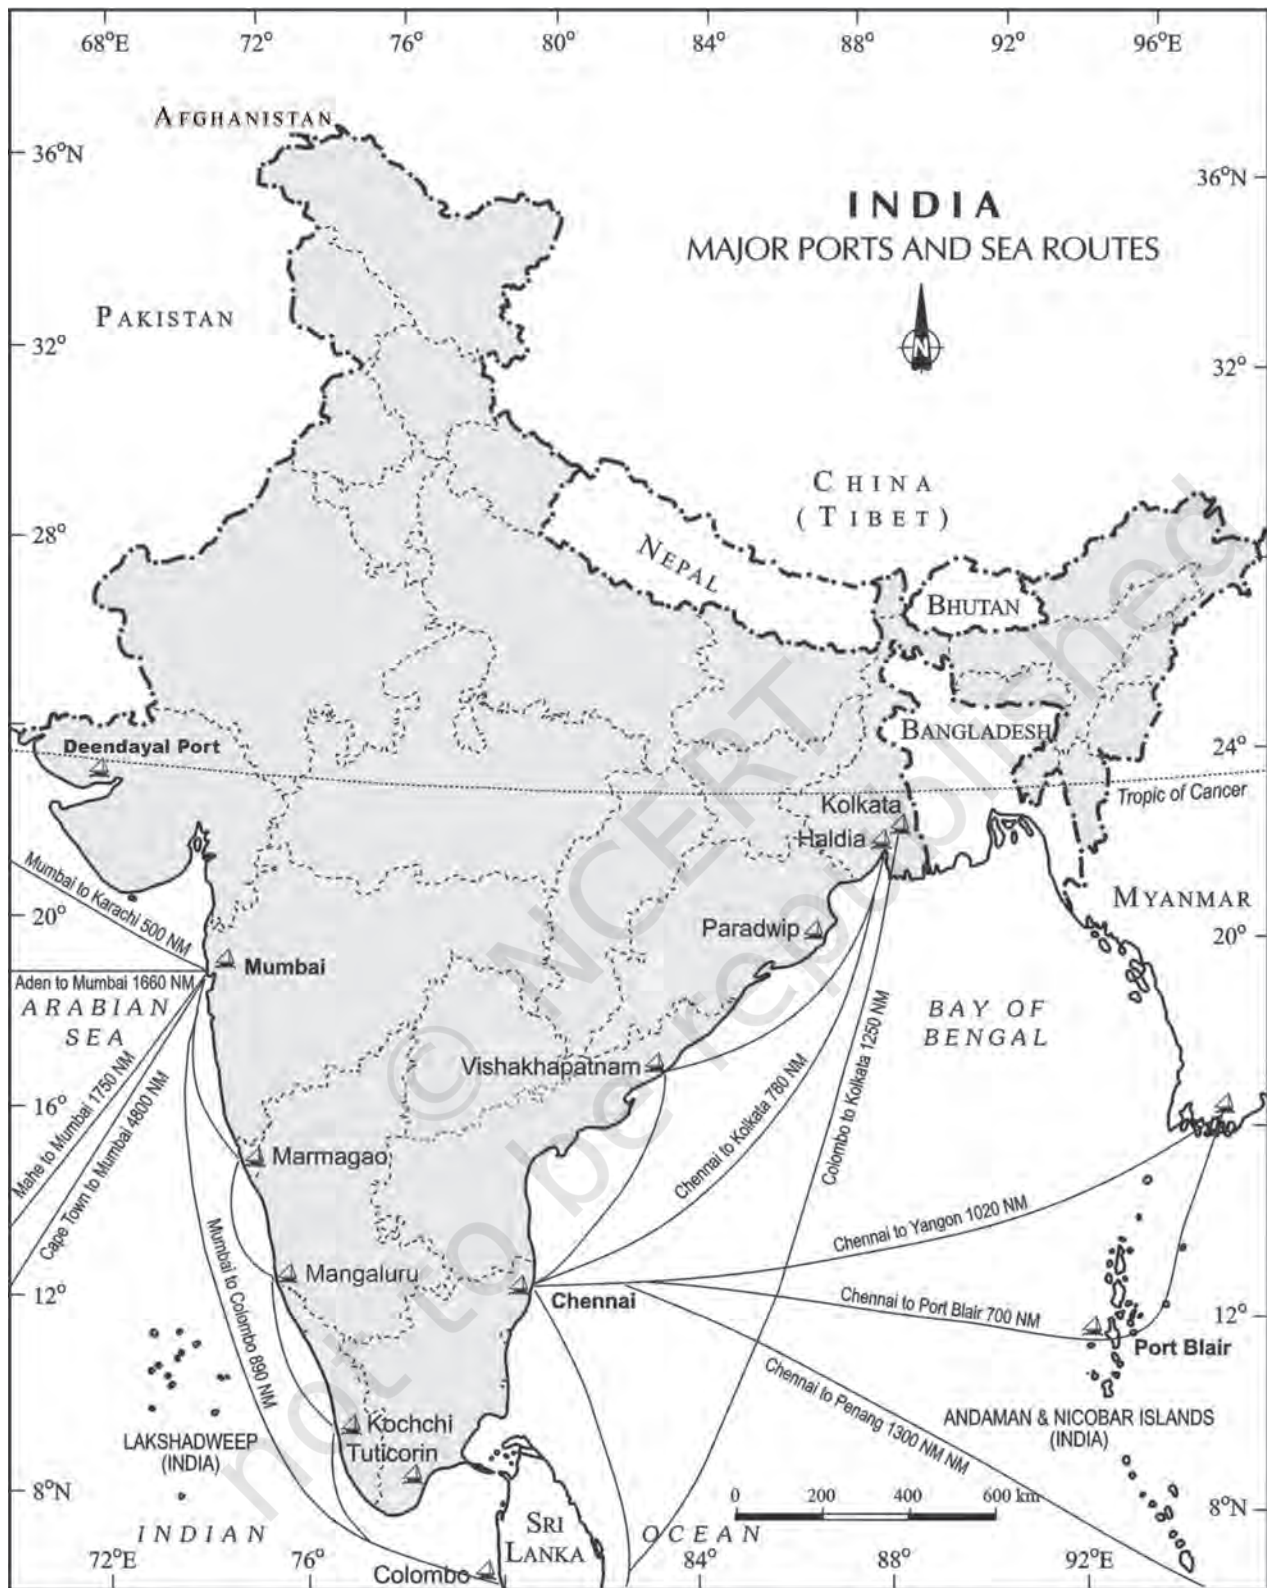 68°E 72° 76° 80° 84° 88° 92° 96°E
AFGHANISTAN
36°N
36°N
INDIA
MAJOR PORTS AND SEA ROUTES
PAKISTAN
N
32°
32°
CHINA
(TIBET)
28°
28°
NEPAL
BHUTAN
BANGLADESH
Deendayal Port
24°
Tropic of Cancer
Kolkata
Haldia
Mumbai to Karachi 500 NM
MYANMAR
20°
Paradwip
20°
Mumbai
Aden to Mumbai 1660 NM
ARABIAN
SEA
BAY OF
BENGAL
Colombo to Kolkata 1250 NM
Vishakhapatnam
Mahe to Mumbai 1750 NM
Cape Town to Mumbai 4800 NM
Chennai to Kolkata 780 NM
16°
Marmagao
Chennai to Yangon 1020 NM
Mumbai to Colombo 890 NM
Mangaluru
12°
Chennai
Chennai to Port Blair 700 NM
12°
Port Blair
Chennai to Penang 1300 NM NM
Kochchi
Tuticorin
LAKSHADWEEP
(INDIA)
ANDAMAN & NICOBAR ISLANDS
(INDIA)
8°N
0 200 400 600 km
8°N
INDIAN OCEAN
SRI
LANKA
Colombo
72°E 76° 84° 88° 92°E
© NCERT
not to be republished